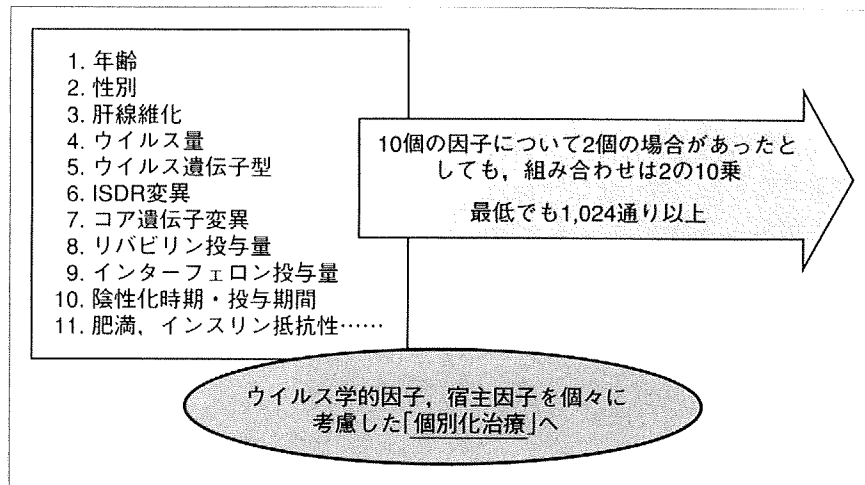 1. 年齢
2. 性別
3. 肝線維化
4. ウイルス量
5. ウイルス遺伝子型
6. ISDR変異
7. コア遺伝子変異
8. リバビリン投与量
9. インターフェロン投与量
10. 陰性化時期・投与期間
11. 肥満、インスリン抵抗性……
10個の因子について2個の場合があったと
しても，組み合わせは2の10乗
最低でも1,024通り以上
ウイルス学的因子，宿主因子を個々に
考慮した「個別化治療」へ